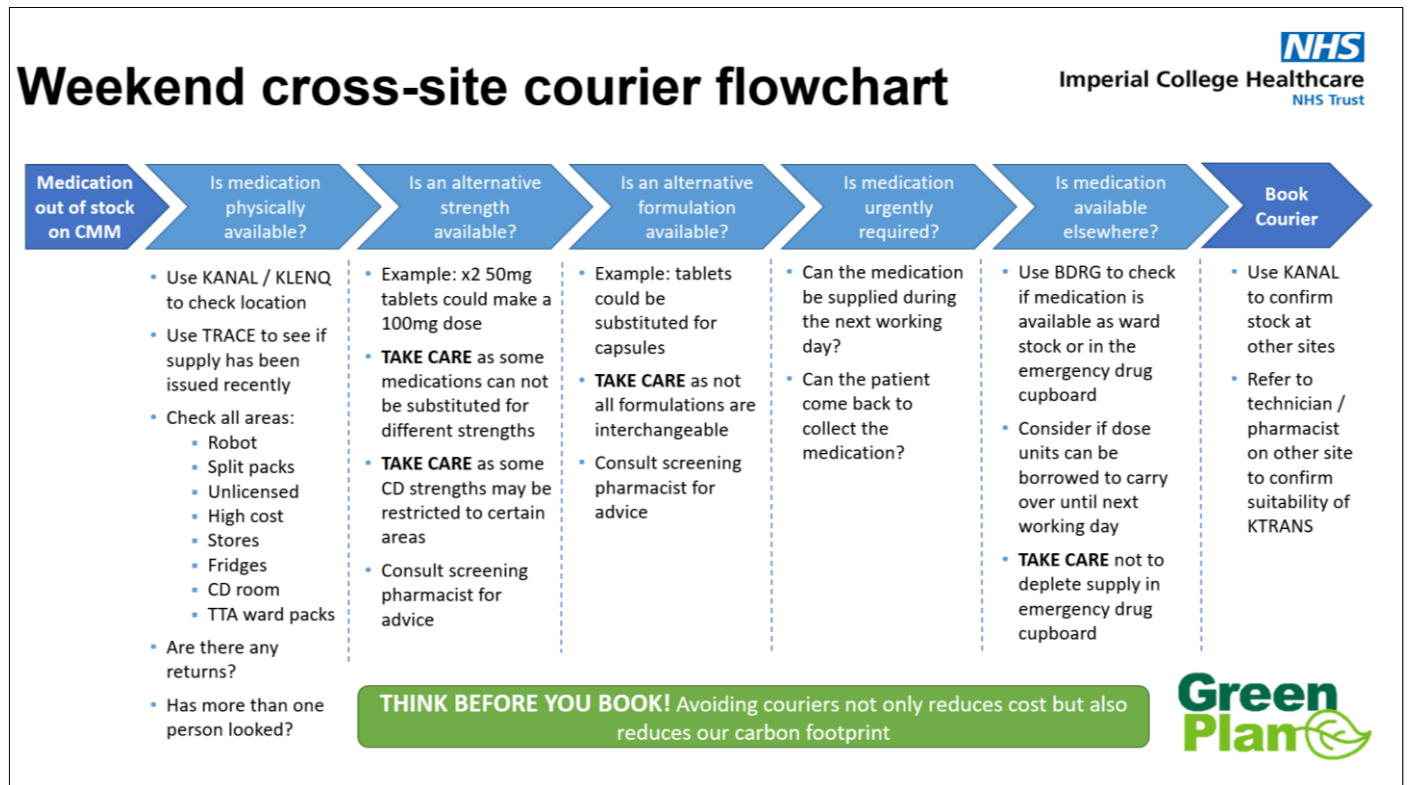 Weekend cross-site courier flowchart
NHS
Imperial College Healthcare
NHS Trust
Medication
out of stock
on CMM
Is medication
physically
available?
Is an alternative
strength
available?
Is an alternative
formulation
available?
Is medication
urgently
required?
Is medication
available
elsewhere?
Book
Courier
• Use KANAL / KLENQ
to check location
• Use TRACE to see if
supply has been
issued recently
• Check all areas:
▪ Robot
▪ Split packs
▪ Unlicensed
▪ High cost
▪ Stores
▪ Fridges
▪ CD room
▪ TTA ward packs
• Are there any
returns?
• Has more than one
person looked?
• Example: x2 50mg
tablets could make a
100mg dose
• TAKE CARE as some
medications can not
be substituted for
different strengths
• TAKE CARE as some
CD strengths may be
restricted to certain
areas
• Consult screening
pharmacist for
advice
• Example: tablets
could be
substituted for
capsules
• TAKE CARE as not
all formulations are
interchangeable
• Consult screening
pharmacist for
advice
• Can the medication
be supplied during
the next working
day?
• Can the patient
come back to
collect the
medication?
• Use BDRG to check
if medication is
available as ward
stock or in the
emergency drug
cupboard
• Consider if dose
units can be
borrowed to carry
over until next
working day
• TAKE CARE not to
deplete supply in
emergency drug
cupboard
• Use KANAL
to confirm
stock at
other sites
• Refer to
technician /
pharmacist
on other site
to confirm
suitability of
KTRANS
THINK BEFORE YOU BOOK! Avoiding couriers not only reduces cost but also
reduces our carbon footprint
Green
Plan